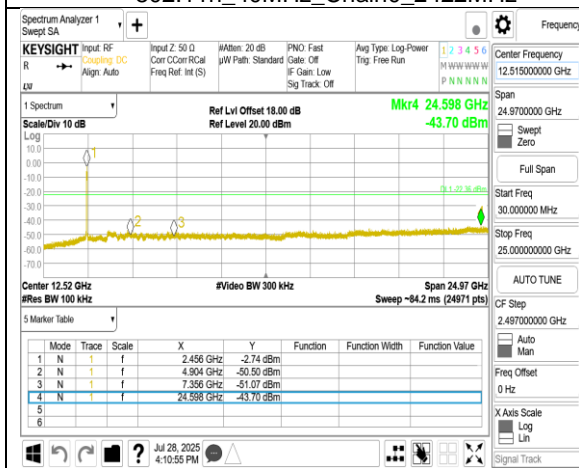 802.11n_40MHz_Chain0_2422MHz
Spectrum Analyzer 1
Swept SA
Frequency
KEYSIGHT
R
LXI
Input: RF
Coupling: DC
Align: Auto
Input Z: 50 Ω
Corr CCorr RCal
Freq Ref: Int (S)
#Atten: 20 dB
µW Path: Standard
PNO: Fast
Gate: Off
IF Gain: Low
Sig Track: Off
Avg Type: Log-Power
Trig: Free Run
1 2 3 4 5 6
M W W W W W
P N N N N N
1 Spectrum
Scale/Div 10 dB
Ref Lvl Offset 18.00 dB
Ref Level 20.00 dBm
Mkr4 24.598 GHz
-43.70 dBm
Log
10.0
0.00
-10.0
-20.0
-30.0
-40.0
-50.0
-60.0
-70.0
1
2
3
Center 12.52 GHz
#Res BW 100 kHz
#Video BW 300 kHz
Span 24.97 GHz
Sweep ~84.2 ms (24971 pts)
5 Marker Table
Mode Trace Scale X Y Function Function Width Function Value
1 N 1 f 2.456 GHz -2.74 dBm
2 N 1 f 4.904 GHz -50.50 dBm
3 N 1 f 7.356 GHz -51.07 dBm
4 N 1 f 24.598 GHz -43.70 dBm
5
6
Jul 28, 2025
4:10:55 PM
Center Frequency
12.515000000 GHz
Span
24.9700000 GHz
Swept
Zero
Full Span
Start Freq
30.000000 MHz
Stop Freq
25.000000000 GHz
AUTO TUNE
CF Step
2.497000000 GHz
Auto
Man
Freq Offset
0 Hz
X Axis Scale
Log
Lin
Signal Track